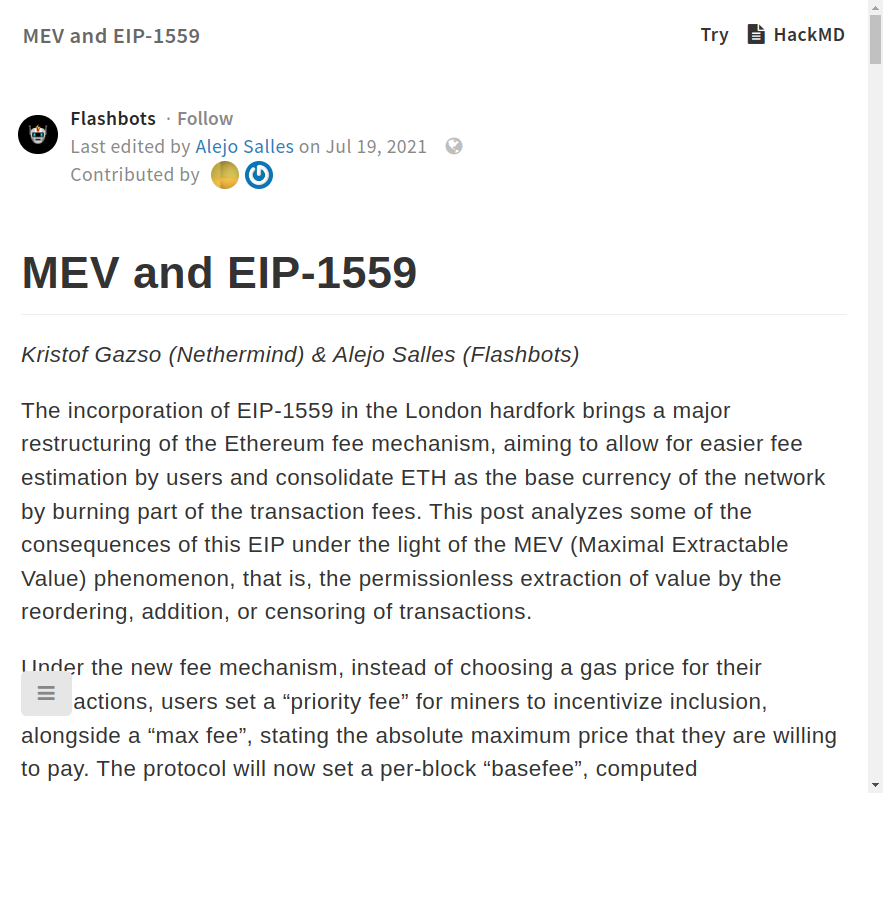 MEV and EIP-1559
Try HackMD
Flashbots · Follow
Last edited by Alejo Salles on Jul 19, 2021
Contributed by
MEV and EIP-1559
Kristof Gazso (Nethermind) & Alejo Salles (Flashbots)
The incorporation of EIP-1559 in the London hardfork brings a major
restructuring of the Ethereum fee mechanism, aiming to allow for easier fee
estimation by users and consolidate ETH as the base currency of the network
by burning part of the transaction fees. This post analyzes some of the
consequences of this EIP under the light of the MEV (Maximal Extractable
Value) phenomenon, that is, the permissionless extraction of value by the
reordering, addition, or censoring of transactions.
Under the new fee mechanism, instead of choosing a gas price for their
actions, users set a “priority fee” for miners to incentivize inclusion,
alongside a “max fee”, stating the absolute maximum price that they are willing
to pay. The protocol will now set a per-block “basefee”, computed